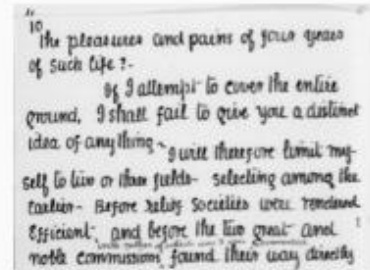 10
The pleasures and pains of four years
of such life?-
If I attempt to cover the entire
ground, I shall fail to give you a distinct
idea of anything - I will therefore limit my-
self to two or three fields - selecting among the
earlier - Before relief societies were rendered
Efficient, and before the two great and
noble commissions found their way directly